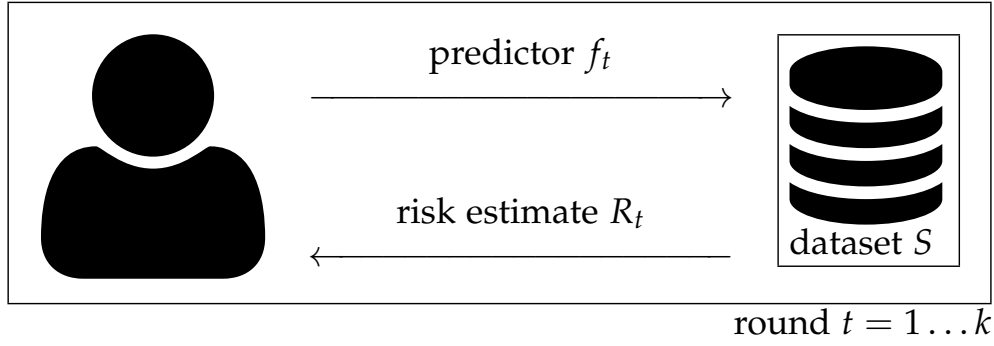 predictor f_t
risk estimate R_t
dataset S
round t = 1 … k